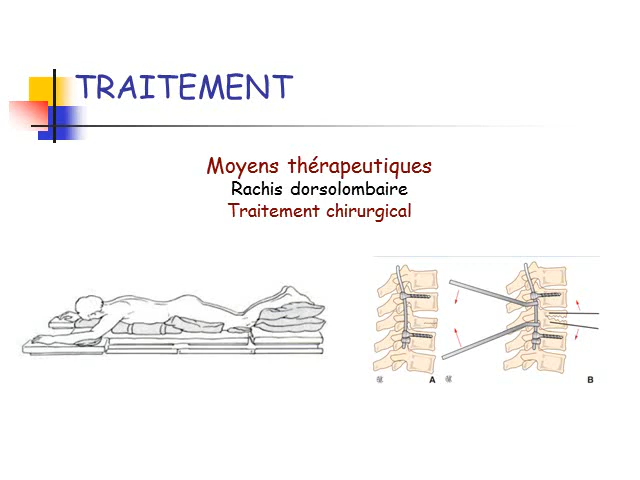 TRAITEMENT
Moyens thérapeutiques
Rachis dorsolombaire
Traitement chirurgical
A
B